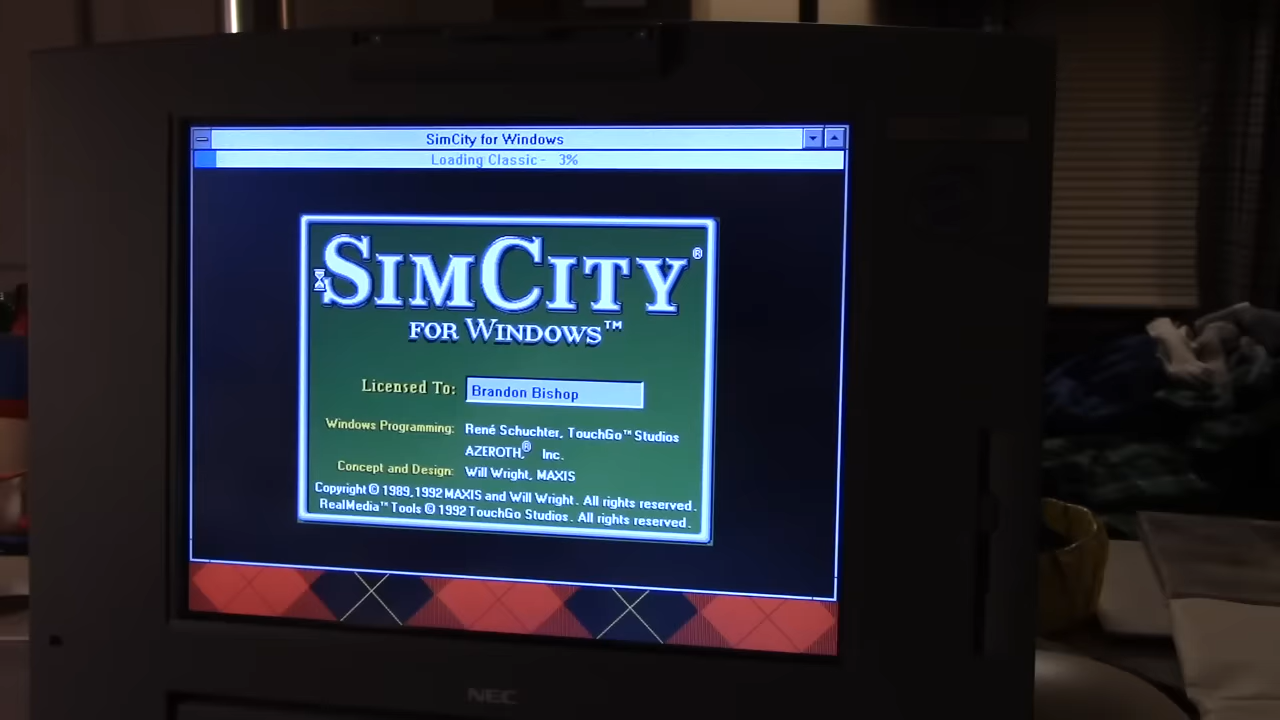 SimCity for Windows
Loading Classic - 3%
SIMCITY®
FOR WINDOWS™
Licensed To: Brandon Bishop
Windows Programming: René Schuchter, TouchGo™ Studios
AZEROTH,® Inc.
Concept and Design: Will Wright, MAXIS
Copyright © 1989, 1992 MAXIS and Will Wright. All rights reserved.
RealMedia™ Tools © 1992 TouchGo Studios. All rights reserved.
NEC